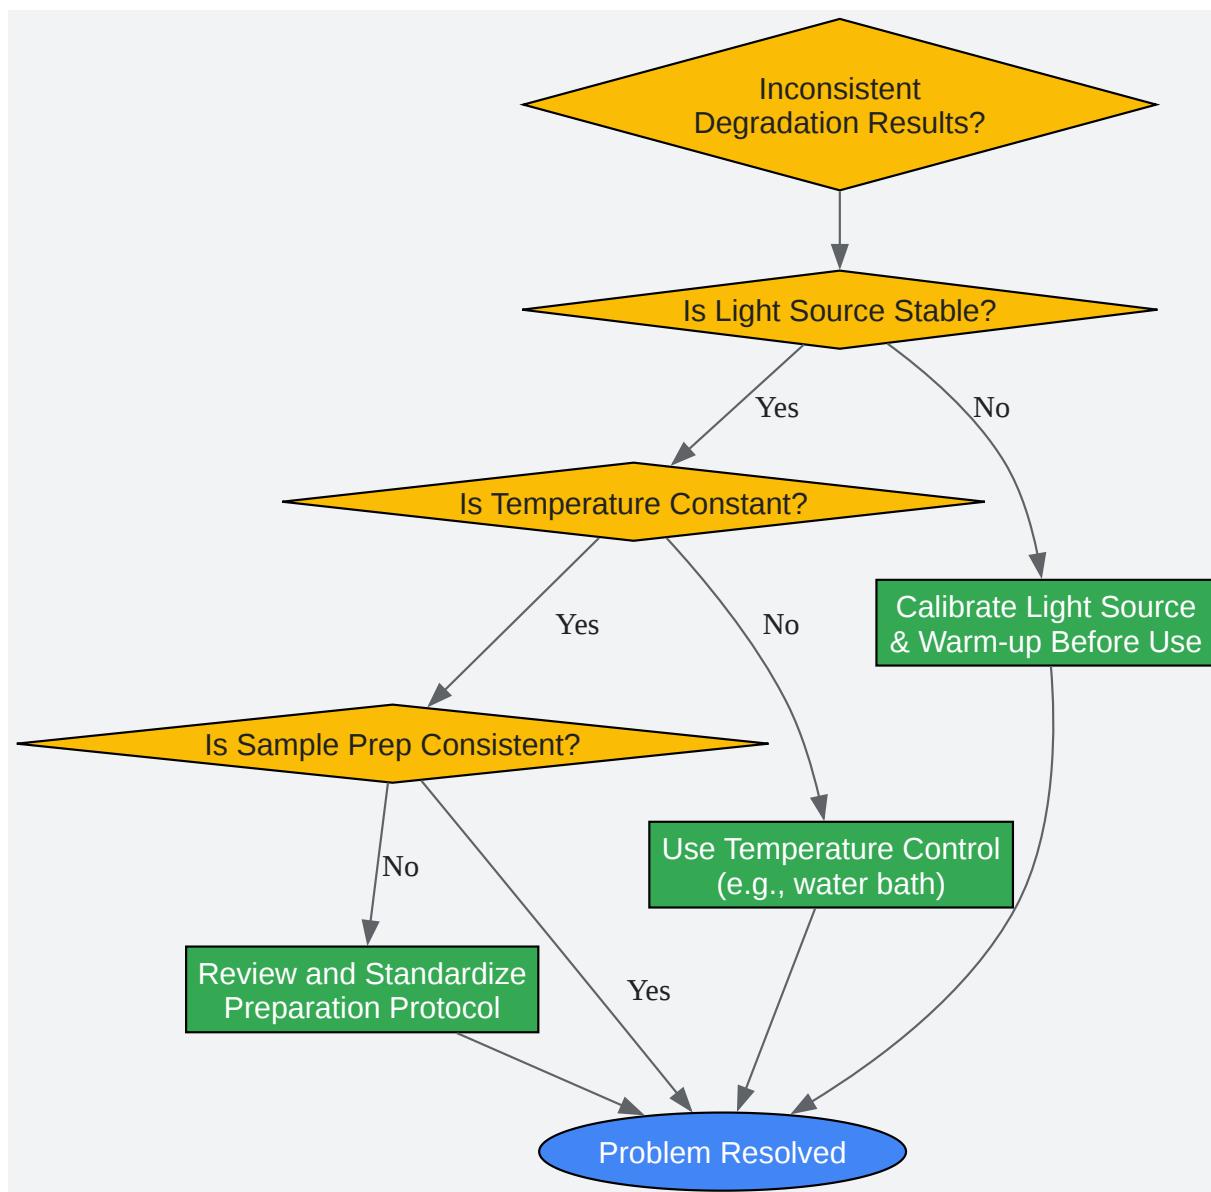 Inconsistent
Degradation Results?
Is Light Source Stable?
Yes
No
Is Temperature Constant?
Calibrate Light Source
& Warm-up Before Use
Yes
No
Is Sample Prep Consistent?
Use Temperature Control
(e.g., water bath)
No
Review and Standardize
Preparation Protocol
Yes
Problem Resolved